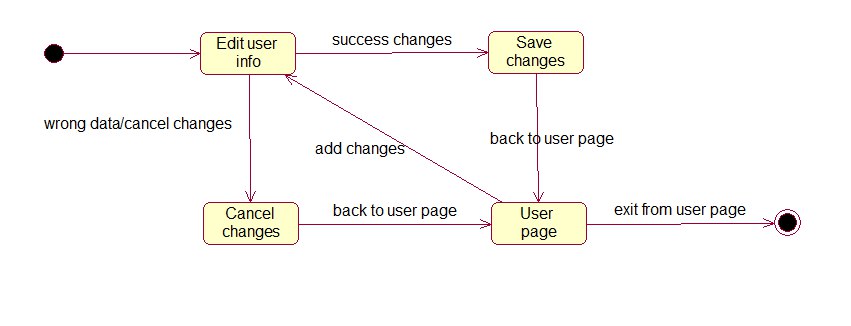 Edit user
info
success changes
Save
changes
wrong data/cancel changes
add changes
back to user page
Cancel
changes
back to user page
User
page
exit from user page